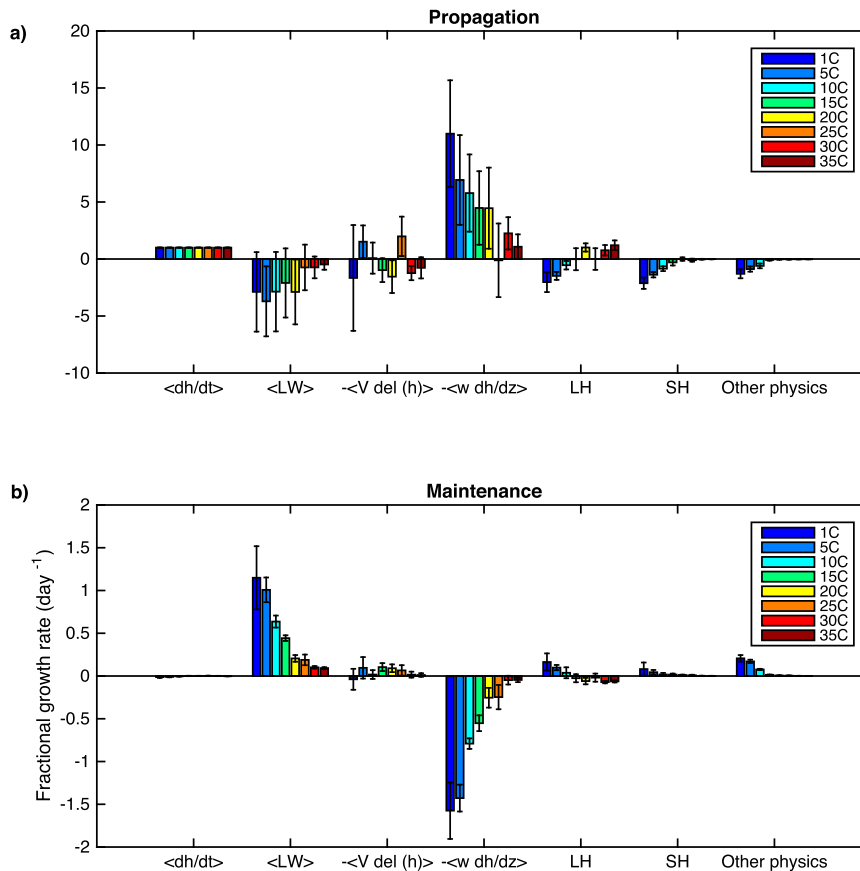 a)
Propagation
20
15
10
5
0
-5
-10
1C
5C
10C
15C
20C
25C
30C
35C
<dh/dt> <LW> -<V del (h)> -<w dh/dz> LH SH Other physics
b)
Maintenance
Fractional growth rate (day -1)
2
1.5
1
0.5
0
-0.5
-1
-1.5
-2
1C
5C
10C
15C
20C
25C
30C
35C
<dh/dt> <LW> -<V del (h)> -<w dh/dz> LH SH Other physics